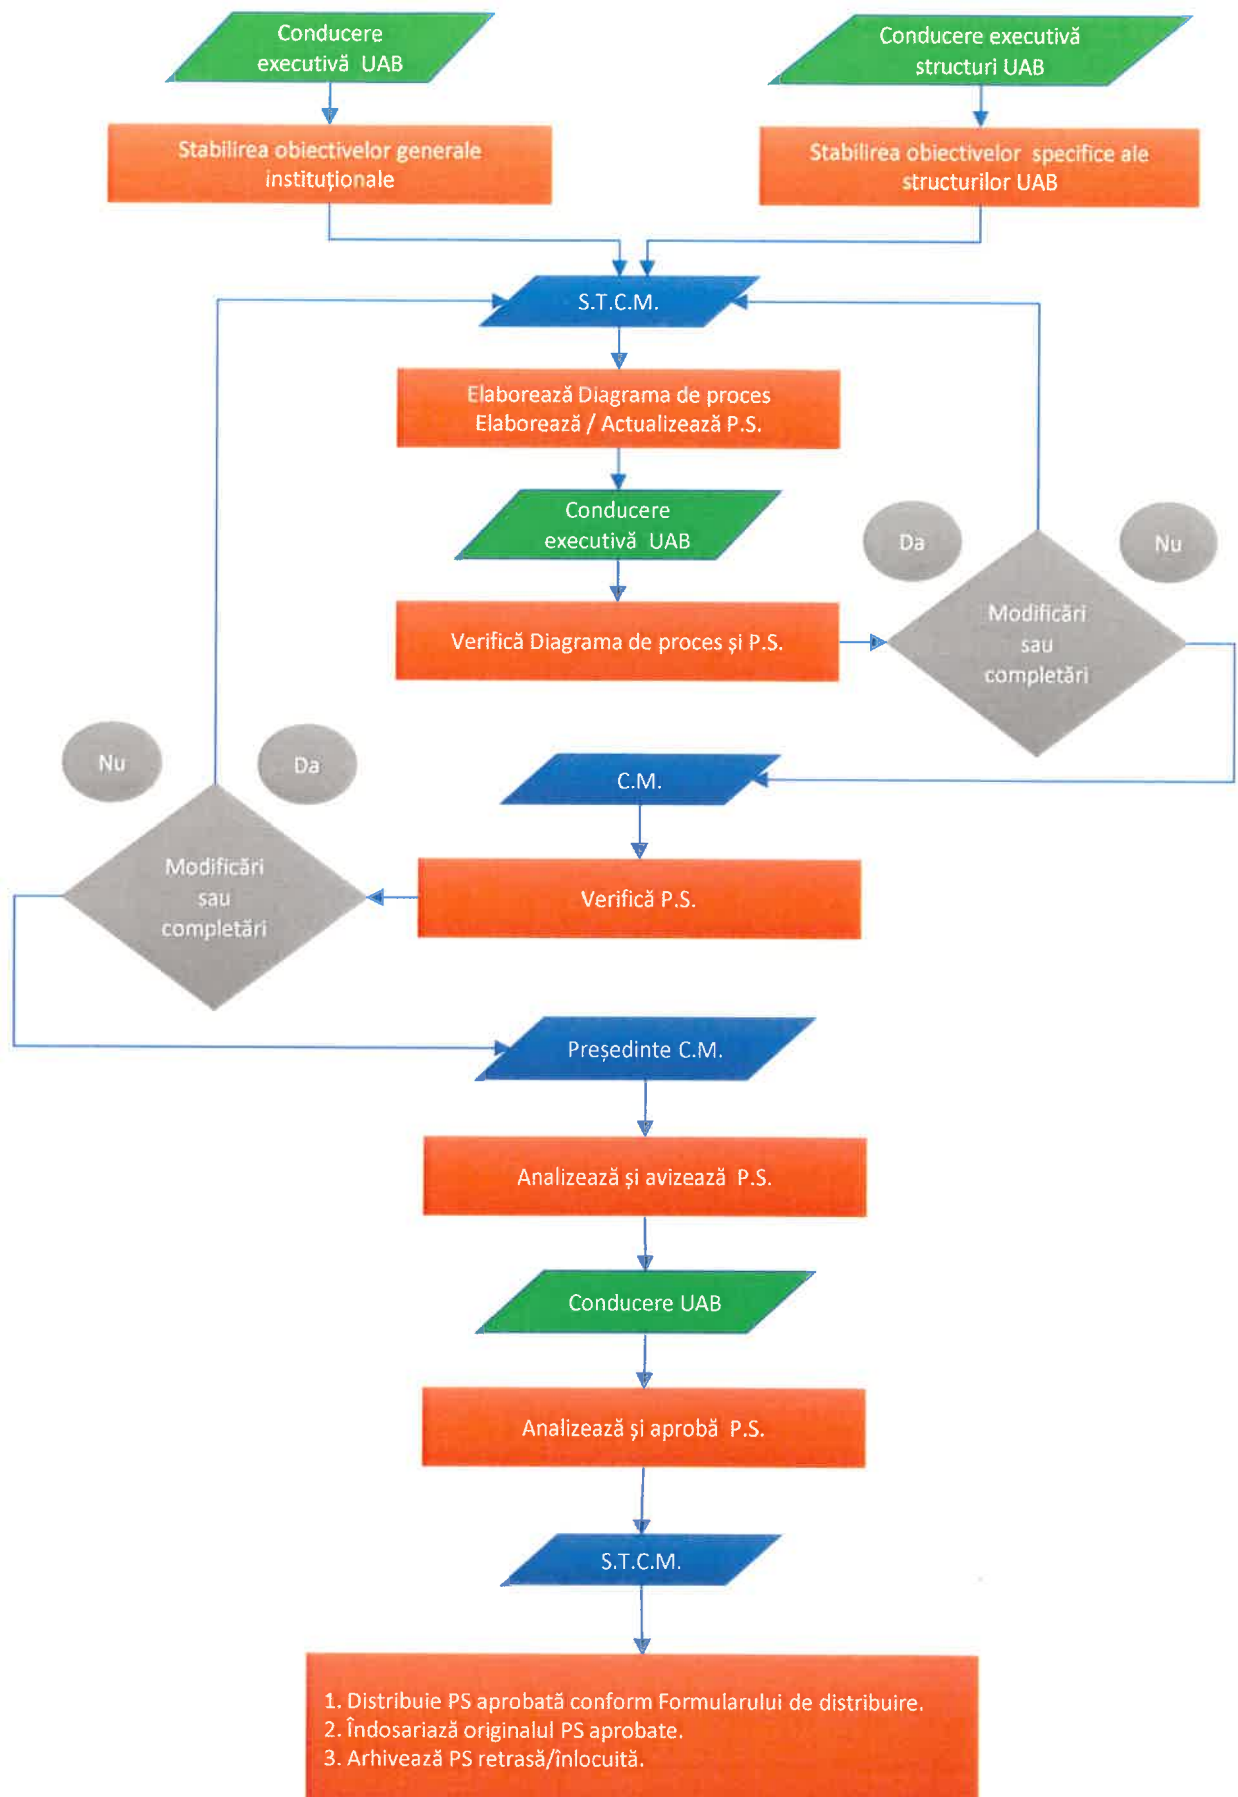 Conducere
executivă UAB
Conducere executivă
structuri UAB
Stabilirea obiectivelor generale
instituționale
Stabilirea obiectivelor specifice ale
structurilor UAB
S.T.C.M.
Elaborează Diagrama de proces
Elaborează / Actualizează P.S.
Conducere
executivă UAB
Da
Nu
Verifică Diagrama de proces și P.S.
Modificări
sau
completări
Nu
Da
C.M.
Modificări
sau
completări
Verifică P.S.
Președinte C.M.
Analizează și avizează P.S.
Conducere UAB
Analizează și aprobă P.S.
S.T.C.M.
1. Distribuie PS aprobată conform Formularului de distribuire.
2. Îndosariază originalul PS aprobate.
3. Arhivează PS retrasă/înlocuită.